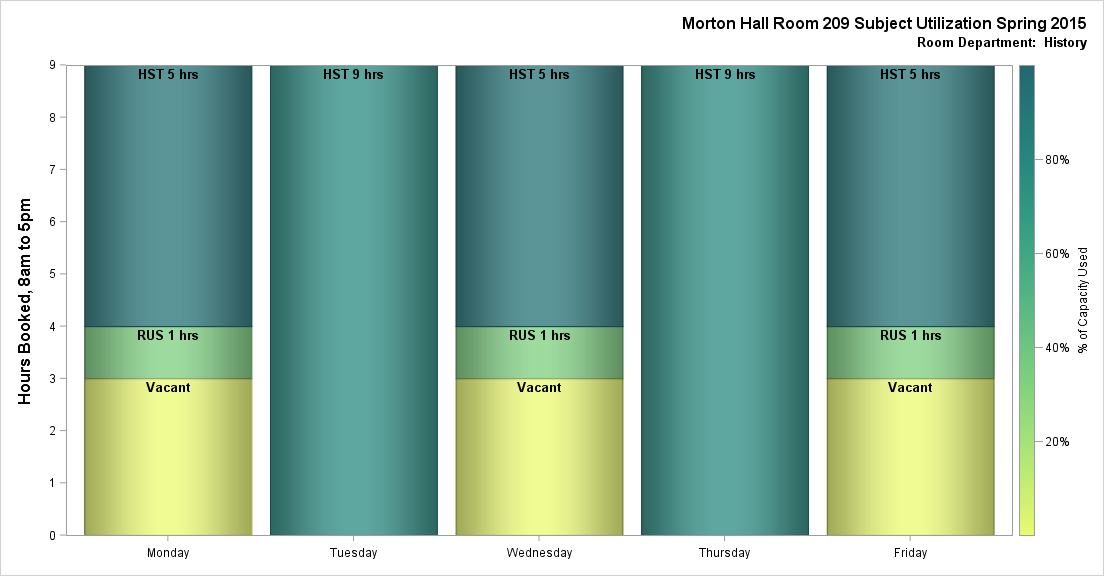 Morton Hall Room 209 Subject Utilization Spring 2015
Room Department: History
Hours Booked, 8am to 5pm
9
8
7
6
5
4
3
2
1
0
HST 5 hrs
RUS 1 hrs
Vacant
HST 9 hrs
HST 5 hrs
RUS 1 hrs
Vacant
HST 9 hrs
HST 5 hrs
RUS 1 hrs
Vacant
Monday
Tuesday
Wednesday
Thursday
Friday
80%
60%
40%
20%
% of Capacity Used